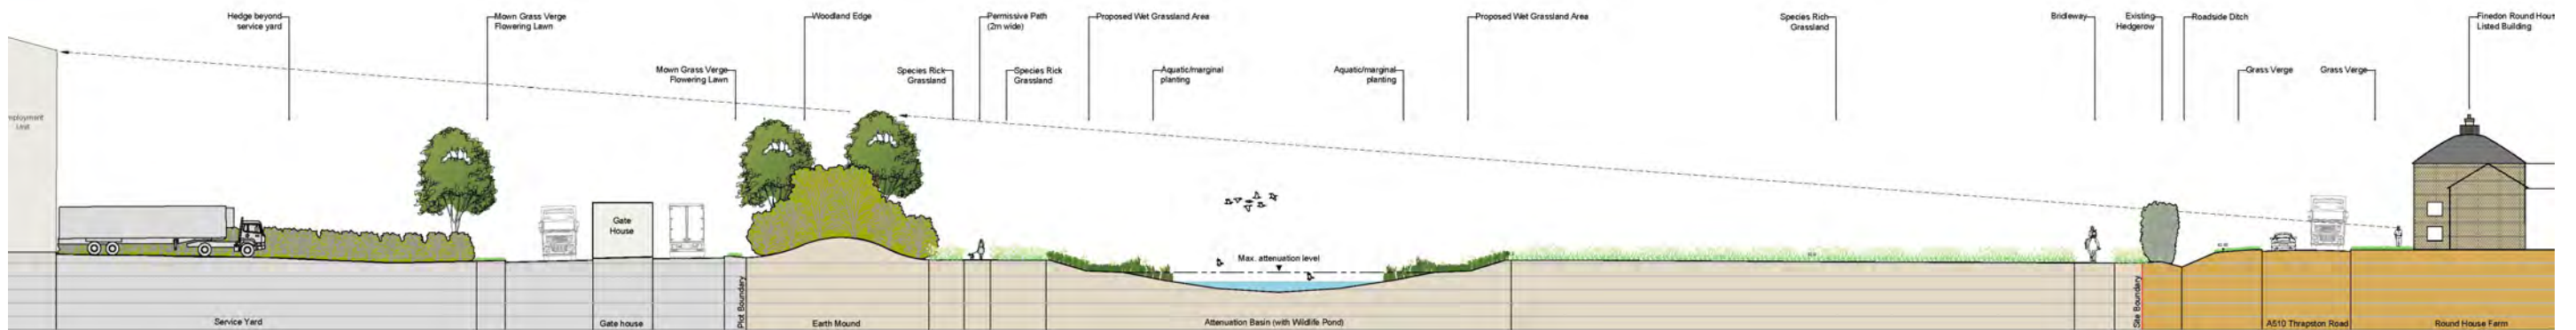 Hedge beyond
service yard
Mown Grass Verge
Flowering Lawn
Woodland Edge
Permissive Path
(2m wide)
Proposed Wet Grassland Area
Proposed Wet Grassland Area
Species Rich
Grassland
Bridleway
Existing
Hedgerow
Roadside Ditch
Finedon Round Hous
Listed Building
Mown Grass Verge
Flowering Lawn
Species Rick
Grassland
Species Rick
Grassland
Aquatic/marginal
planting
Aquatic/marginal
planting
Grass Verge
Grass Verge
mployment
Unit
Gate
House
Max. attenuation level
Service Yard
Gate house
Plot Boundary
Earth Mound
Attenuation Basin (with Wildlife Pond)
Site Boundary
A510 Thrapston Road
Round House Farm